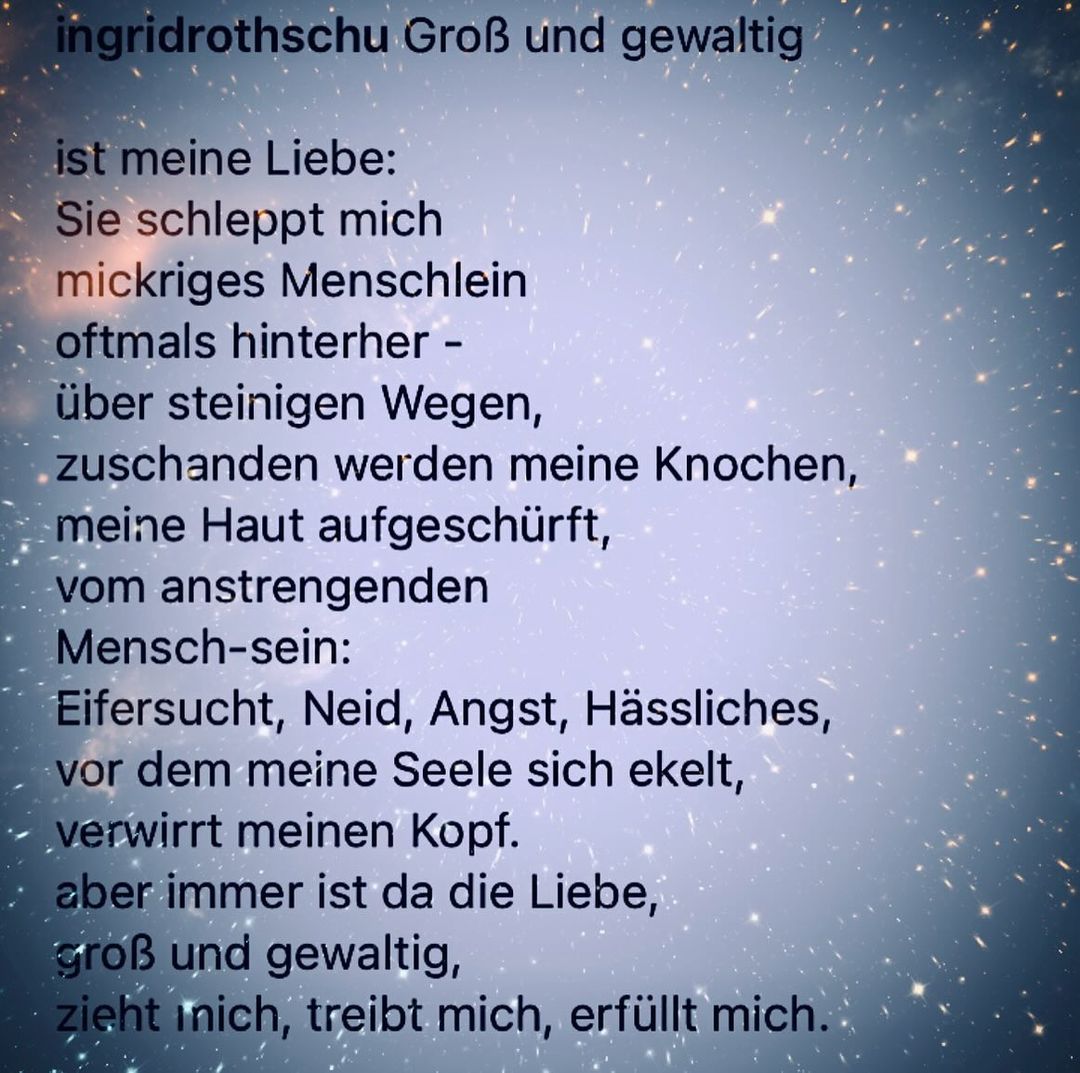 ingridrothschu Groß und gewaltig
ist meine Liebe:
Sie schleppt mich
mickriges Menschlein
oftmals hinterher -
über steinigen Wegen,
zuschanden werden meine Knochen,
meine Haut aufgeschürft,
vom anstrengenden
Mensch-sein:
Eifersucht, Neid, Angst, Hässliches,
vor dem meine Seele sich ekelt,
verwirrt meinen Kopf.
aber immer ist da die Liebe,
groß und gewaltig,
zieht mich, treibt mich, erfüllt mich.